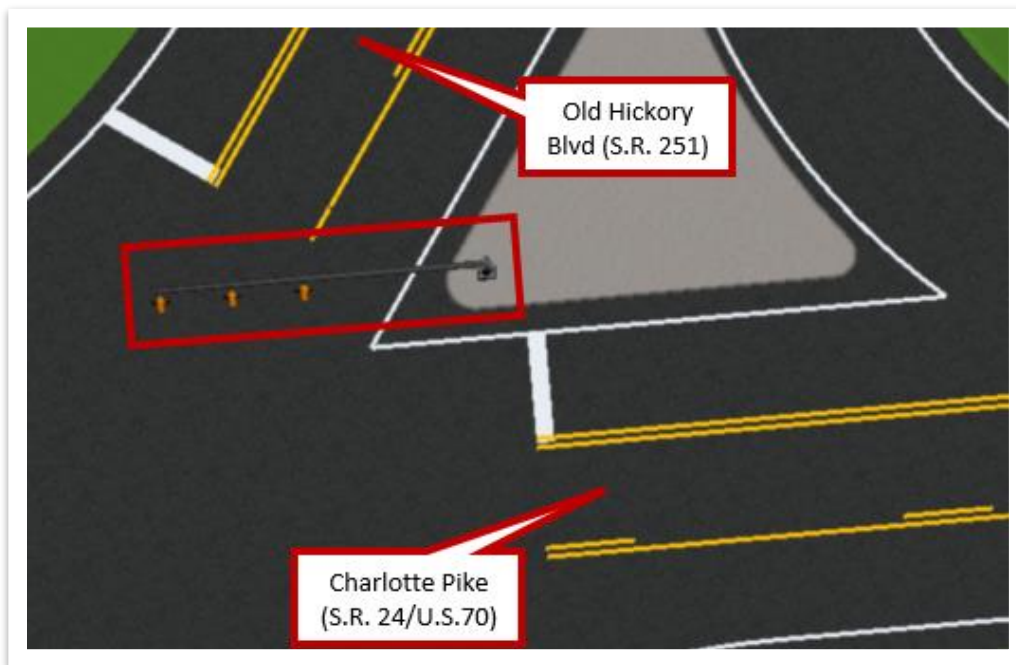 Old Hickory
Blvd (S.R. 251)
Charlotte Pike
(S.R. 24/U.S.70)